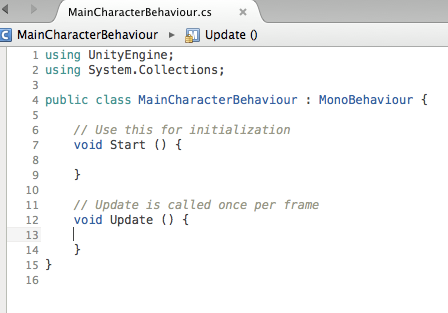 MainCharacterBehaviour.cs
MainCharacterBehaviour Update ()
1 using UnityEngine;
2 using System.Collections;
3
4 public class MainCharacterBehaviour : MonoBehaviour {
5
6 // Use this for initialization
7 void Start () {
8
9 }
10
11 // Update is called once per frame
12 void Update () {
13
14 }
15 }
16